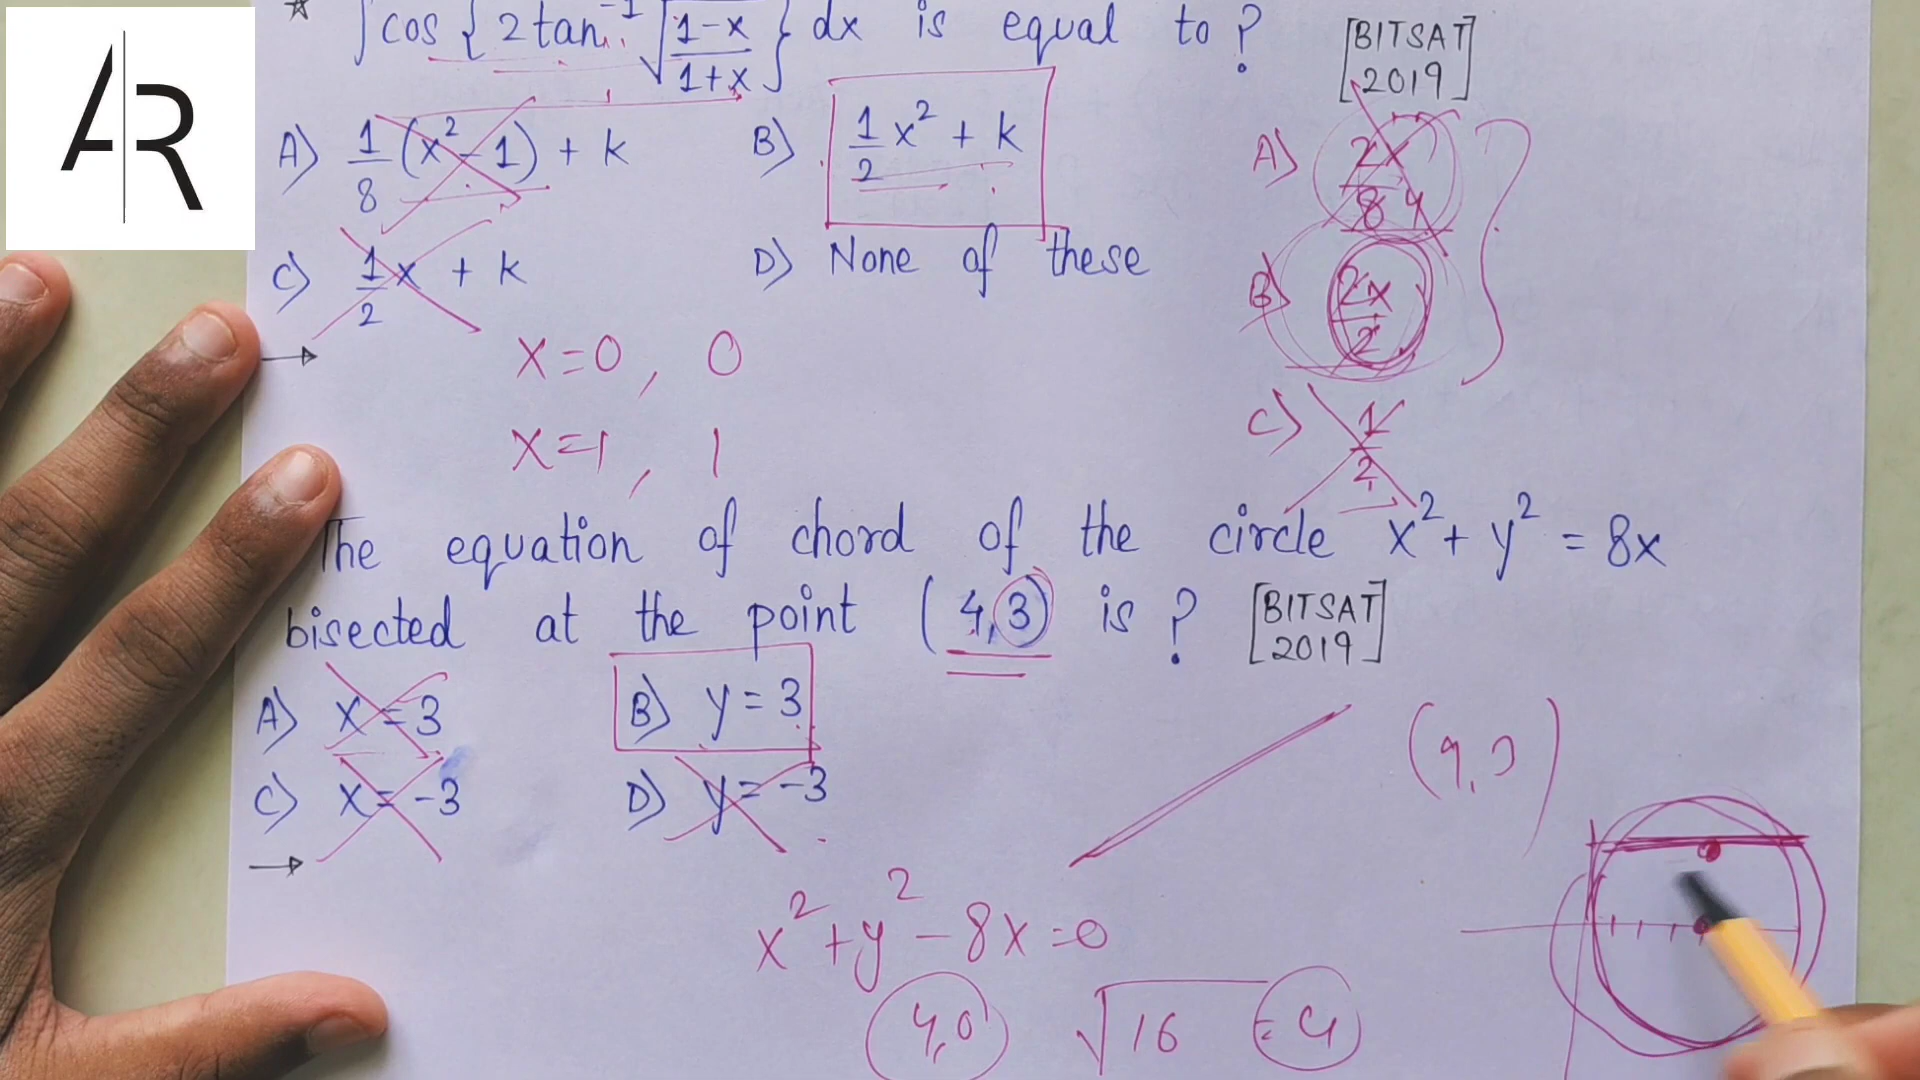 AR
* ∫cos {2 tan⁻¹ √(1-x)/(1+x)} dx is equal to ? [BITSAT 2019]
A) 1/8 (x² - 1) + k B) 1/2 x² + k
C) 1/2 x + k D) None of these
A) 2x/8 4
B) 2x/2
C) 1/2
→ x=0, 0
x=1, 1
The equation of chord of the circle x² + y² = 8x
bisected at the point (4,3) is ? [BITSAT 2019]
A) x = 3 B) y = 3
C) x = -3 D) y = -3
→
x² + y² - 8x = 0
4,0 √16 = 4